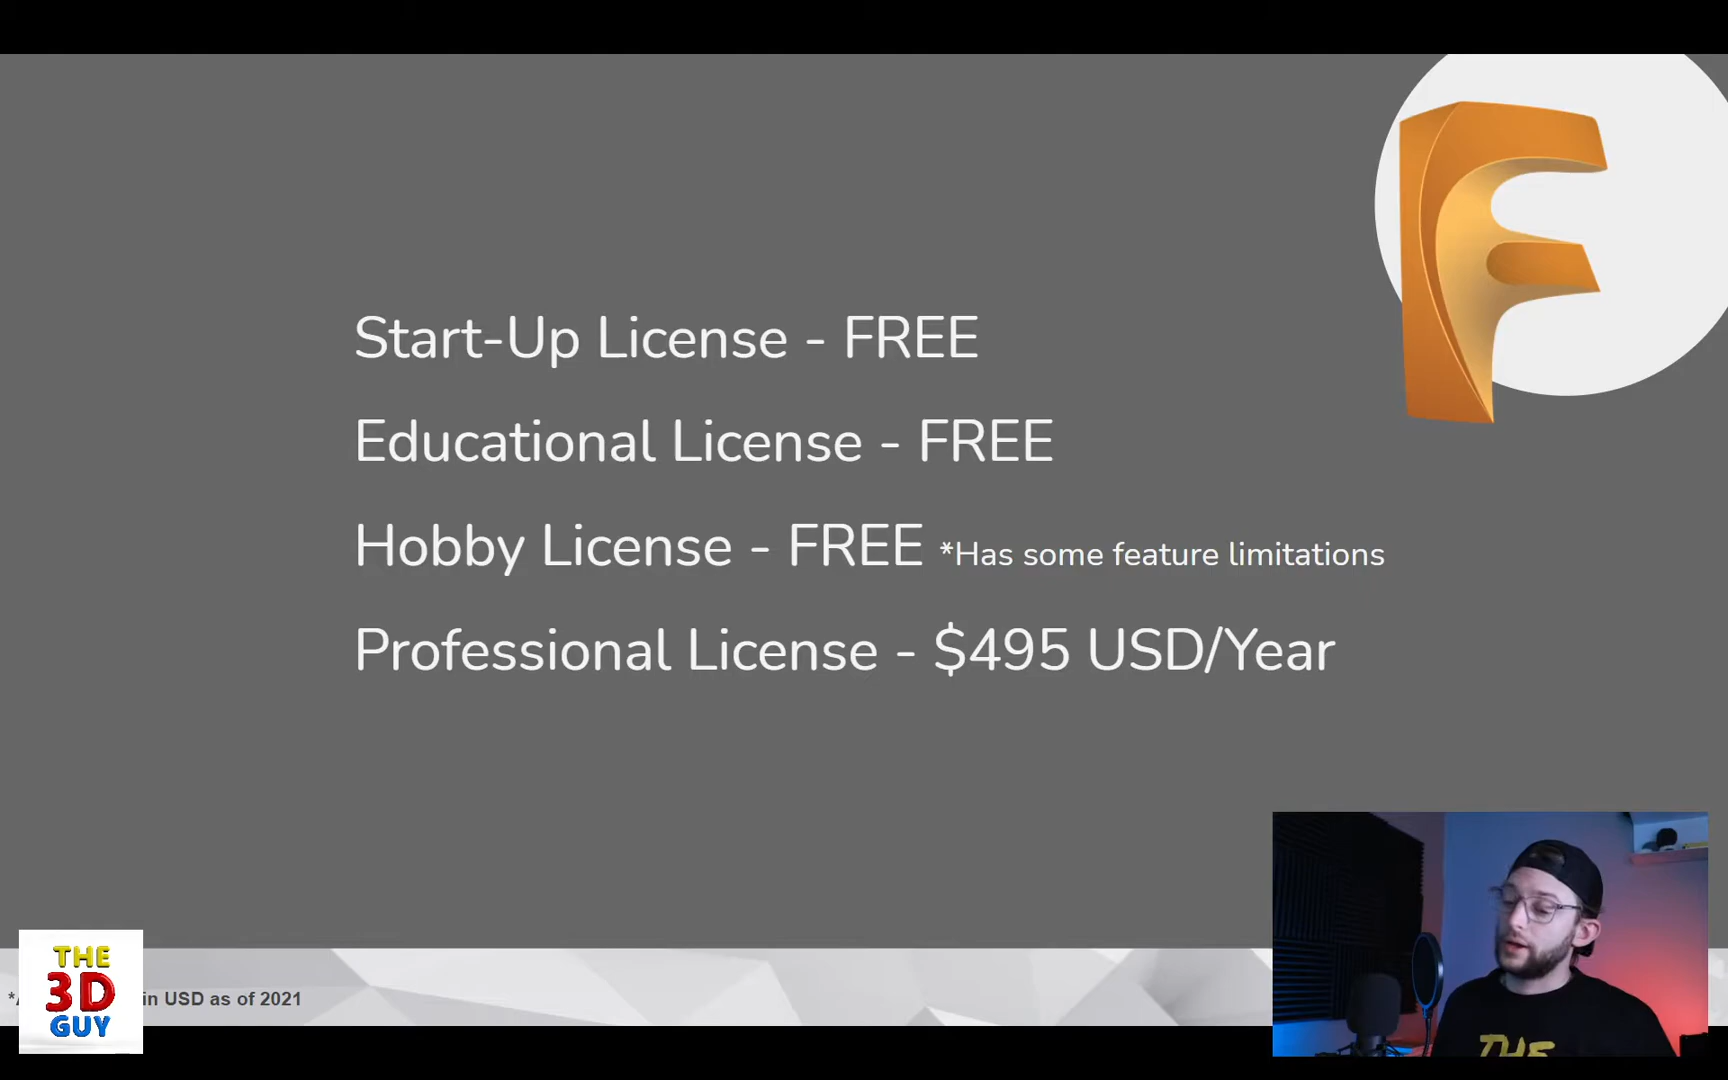 Start-Up License - FREE
Educational License - FREE
Hobby License - FREE *Has some feature limitations
Professional License - $495 USD/Year
THE
3D
GUY
in USD as of 2021
THE